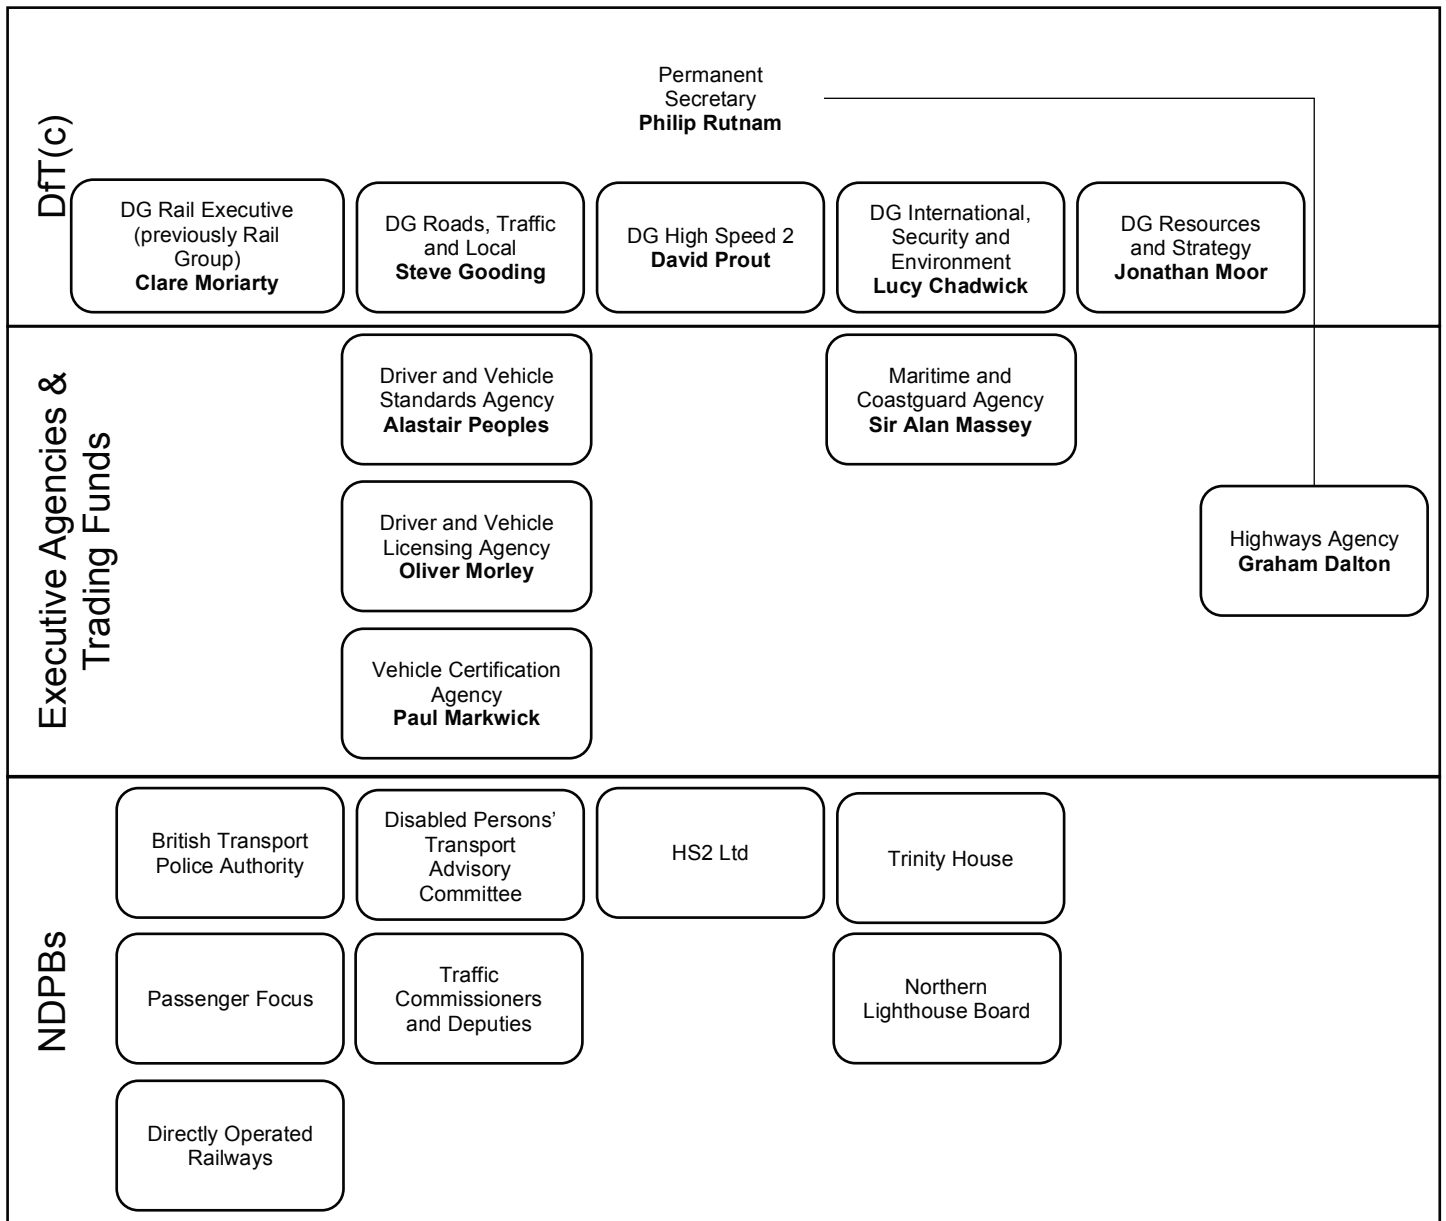 DfT(c)
Permanent
Secretary
Philip Rutnam
DG Rail Executive
(previously Rail
Group)
Clare Moriarty
DG Roads, Traffic
and Local
Steve Gooding
DG High Speed 2
David Prout
DG International,
Security and
Environment
Lucy Chadwick
DG Resources
and Strategy
Jonathan Moor
Executive Agencies &
Trading Funds
Driver and Vehicle
Standards Agency
Alastair Peoples
Maritime and
Coastguard Agency
Sir Alan Massey
Driver and Vehicle
Licensing Agency
Oliver Morley
Highways Agency
Graham Dalton
Vehicle Certification
Agency
Paul Markwick
NDPBs
British Transport
Police Authority
Disabled Persons’
Transport
Advisory
Committee
HS2 Ltd
Trinity House
Passenger Focus
Traffic
Commissioners
and Deputies
Northern
Lighthouse Board
Directly Operated
Railways